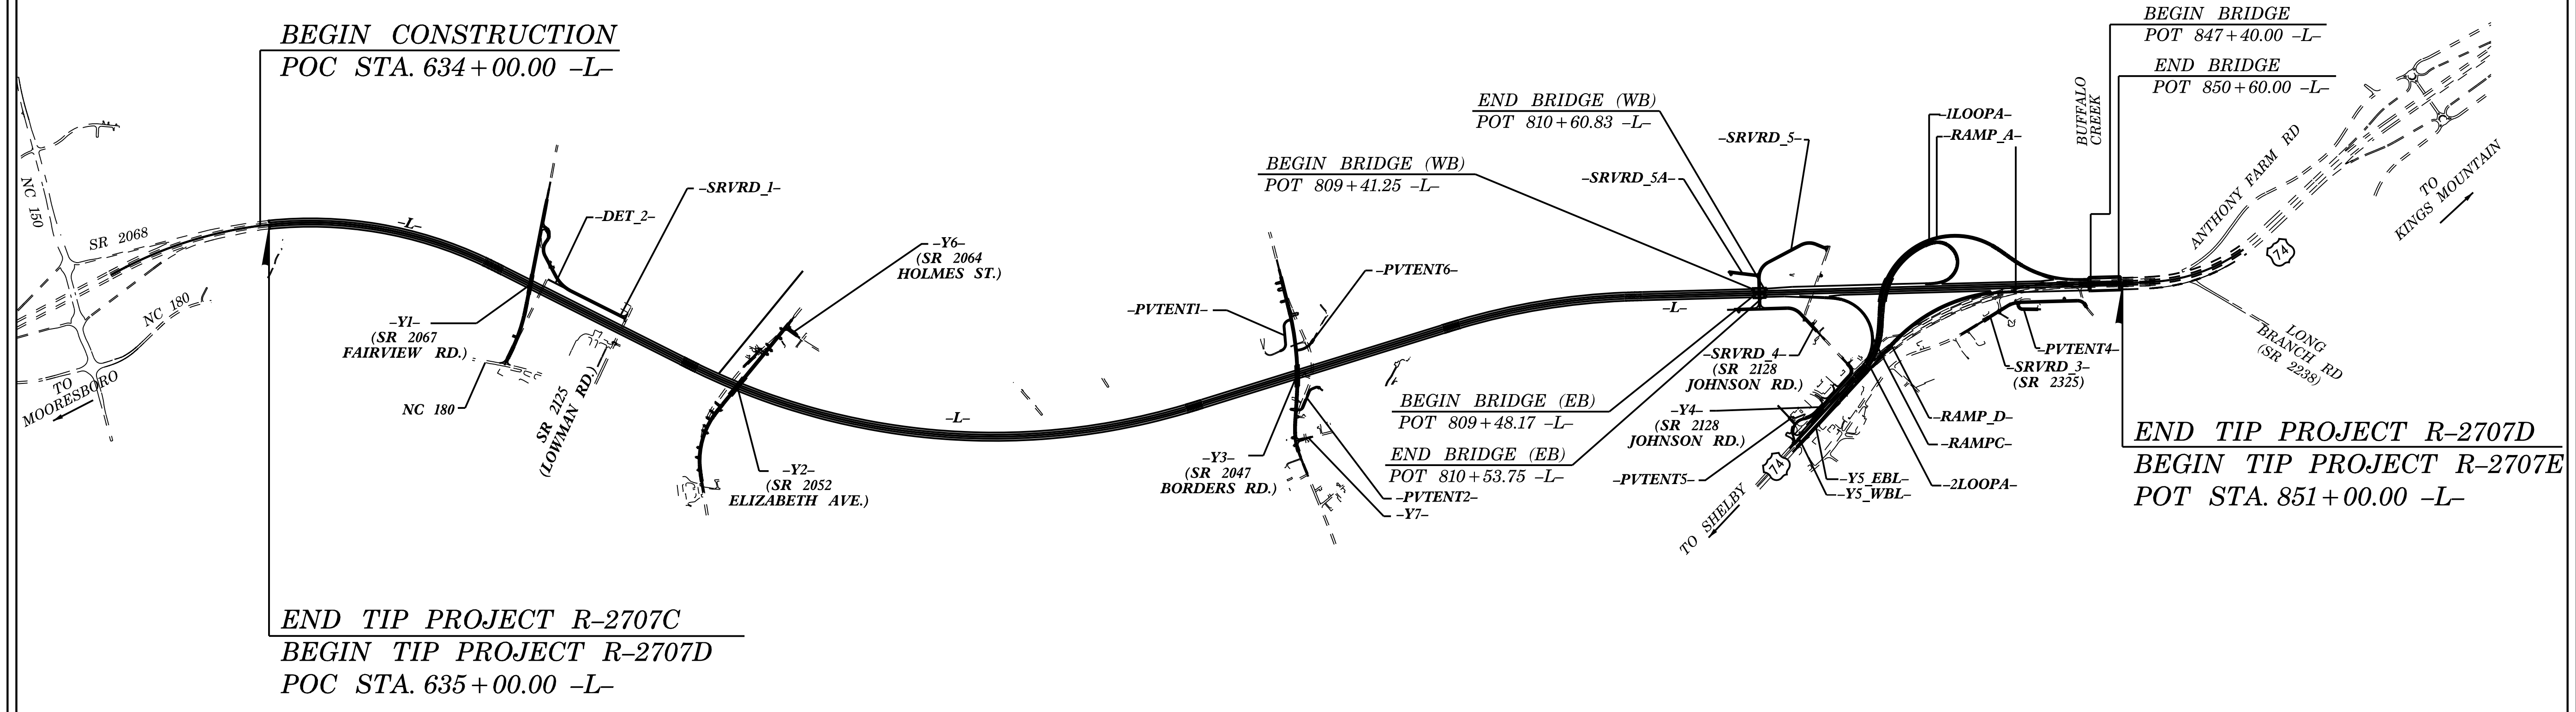 BEGIN CONSTRUCTION
POC STA. 634+00.00 –L–
BEGIN BRIDGE
POT 847+40.00 –L–
END BRIDGE
POT 850+60.00 –L–
BUFFALO
CREEK
END BRIDGE (WB)
POT 810+60.83 –L–
BEGIN BRIDGE (WB)
POT 809+41.25 –L–
–SRVRD_5–
–SRVRD_5A–
–1LOOPA–
–RAMP_A–
ANTHONY FARM RD
TO
KINGS MOUNTAIN
74
NC 150
SR 2068
NC 180
TO
MOORESBORO
–L–
–SRVRD_1–
–DET_2–
–Y6–
(SR 2064
HOLMES ST.)
–Y1–
(SR 2067
FAIRVIEW RD.)
NC 180
SR 2125
(LOWMAN RD.)
–Y2–
(SR 2052
ELIZABETH AVE.)
–L–
–PVTENT1–
–PVTENT6–
–Y3–
(SR 2047
BORDERS RD.)
–PVTENT2–
–Y7–
–L–
–SRVRD_4–
(SR 2128
JOHNSON RD.)
BEGIN BRIDGE (EB)
POT 809+48.17 –L–
END BRIDGE (EB)
POT 810+53.75 –L–
–Y4–
(SR 2128
JOHNSON RD.)
–PVTENT5–
74
TO SHELBY
–Y5_EBL–
–Y5_WBL–
–2LOOPA–
–RAMPC–
–RAMP_D–
–PVTENT4–
–SRVRD_3–
(SR 2325)
LONG
BRANCH RD
(SR 2238)
END TIP PROJECT R–2707D
BEGIN TIP PROJECT R–2707E
POT STA. 851+00.00 –L–
END TIP PROJECT R–2707C
BEGIN TIP PROJECT R–2707D
POC STA. 635+00.00 –L–